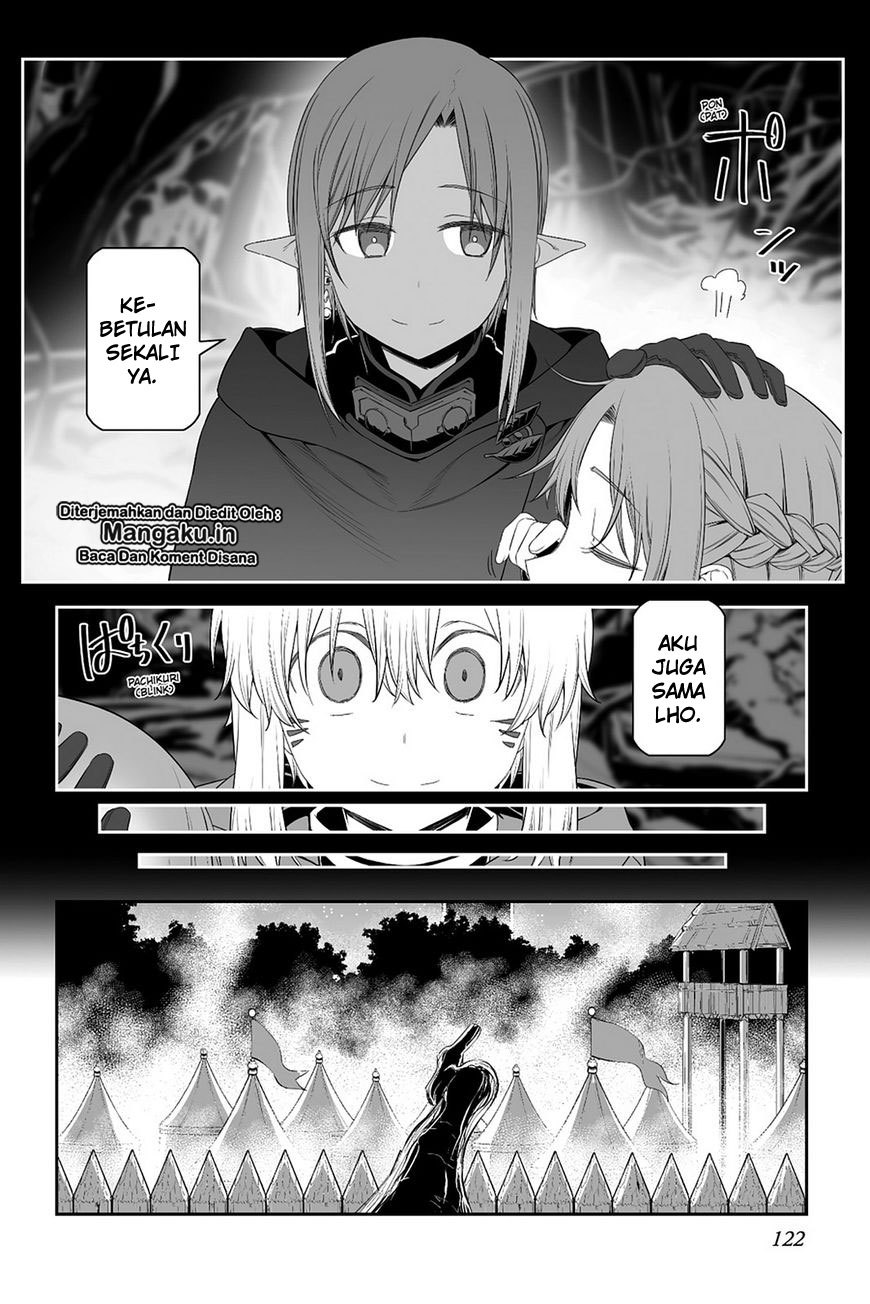 PON
(PAT)
ポンッ
KE-
BETULAN
SEKALI
YA.
Diterjemahkan dan Diedit Oleh :
Mangaku.in
Baca Dan Koment Disana
AKU
JUGA
SAMA
LHO.
ぱちくり
PACHIKURI
(BLINK)
122